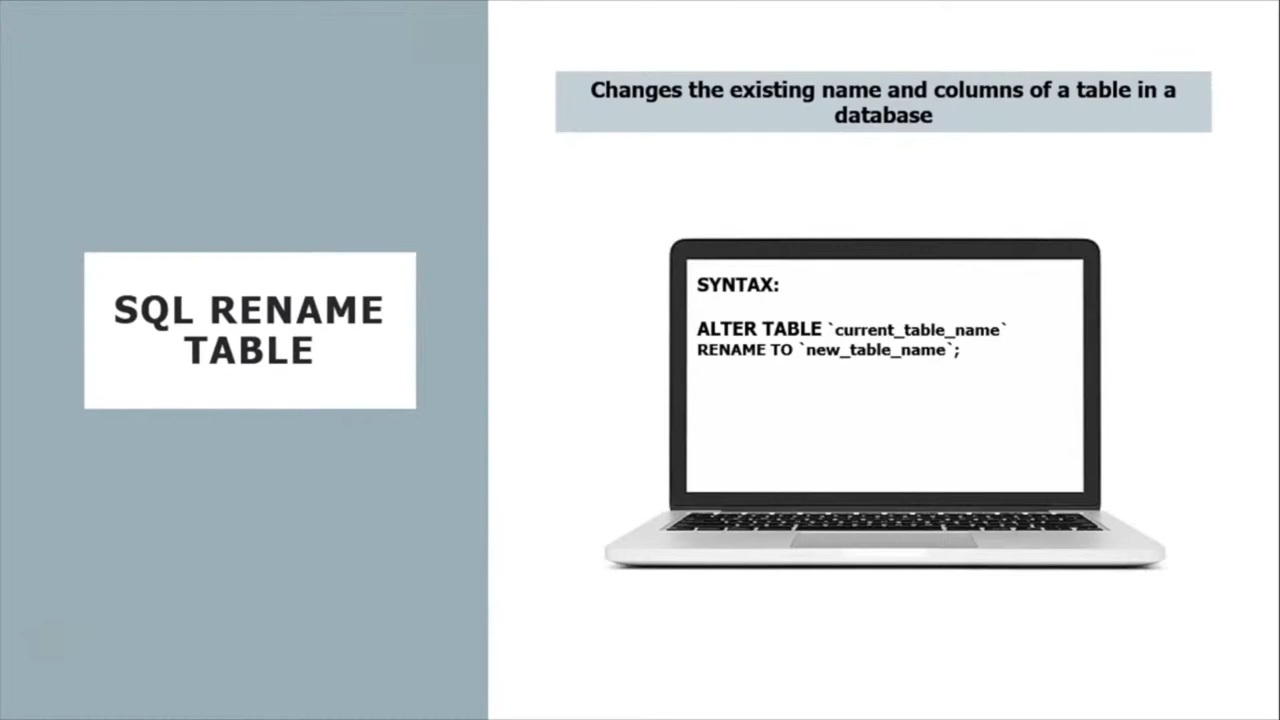 SQL RENAME
TABLE
Changes the existing name and columns of a table in a
database
SYNTAX:
ALTER TABLE `current_table_name`
RENAME TO `new_table_name`;